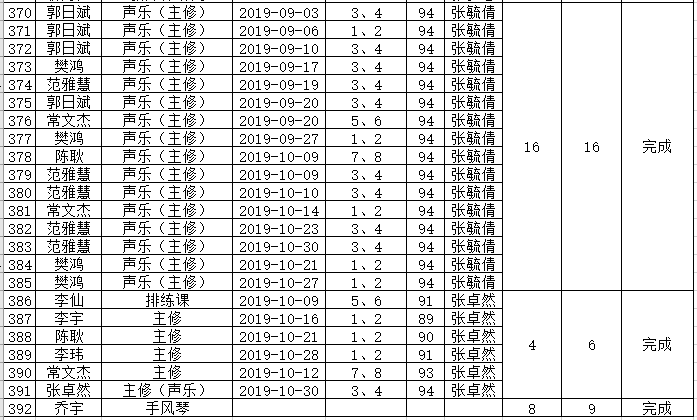 370 郭日斌 声乐（主修） 2019-09-03 3、4 94 张毓倩
371 郭日斌 声乐（主修） 2019-09-06 1、2 94 张毓倩
372 郭日斌 声乐（主修） 2019-09-10 3、4 94 张毓倩
373 樊鸿 声乐（主修） 2019-09-17 3、4 94 张毓倩
374 范雅慧 声乐（主修） 2019-09-19 3、4 94 张毓倩
375 郭日斌 声乐（主修） 2019-09-20 3、4 94 张毓倩
376 常文杰 声乐（主修） 2019-09-20 5、6 94 张毓倩
377 樊鸿 声乐（主修） 2019-09-27 1、2 94 张毓倩
378 陈耿 声乐（主修） 2019-10-09 7、8 94 张毓倩 16 16 完成
379 范雅慧 声乐（主修） 2019-10-09 3、4 94 张毓倩
380 范雅慧 声乐（主修） 2019-10-10 3、4 94 张毓倩
381 常文杰 声乐（主修） 2019-10-14 1、2 94 张毓倩
382 范雅慧 声乐（主修） 2019-10-23 3、4 94 张毓倩
383 范雅慧 声乐（主修） 2019-10-30 3、4 94 张毓倩
384 樊鸿 声乐（主修） 2019-10-21 1、2 94 张毓倩
385 樊鸿 声乐（主修） 2019-10-27 1、2 94 张毓倩
386 李仙 排练课 2019-10-09 5、6 91 张卓然
387 李宇 主修 2019-10-16 1、2 89 张卓然
388 陈耿 主修 2019-10-21 1、2 90 张卓然 4 6 完成
389 李玮 主修 2019-10-28 1、2 91 张卓然
390 常文杰 主修 2019-10-12 7、8 93 张卓然
391 张卓然 主修（声乐） 2019-10-30 3、4 94 张卓然
392 乔宇 手风琴 8 9 完成